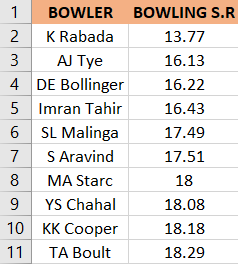 1 BOWLER BOWLING S.R
2 K Rabada 13.77
3 AJ Tye 16.13
4 DE Bollinger 16.22
5 Imran Tahir 16.43
6 SL Malinga 17.49
7 S Aravind 17.51
8 MA Starc 18
9 YS Chahal 18.08
10 KK Cooper 18.18
11 TA Boult 18.29